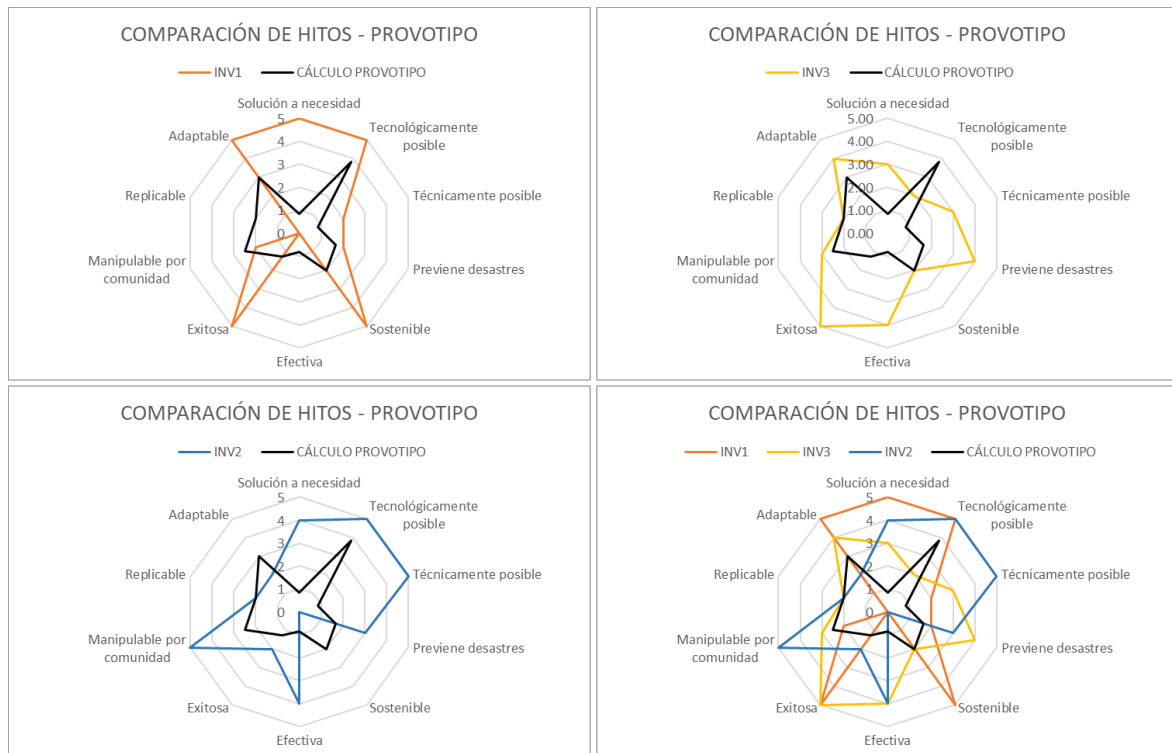 COMPARACIÓN DE HITOS - PROVOTIPO
INV1 CÁLCULO PROVOTIPO
Solución a necesidad
Tecnológicamente
posible
Técnicamente posible
Previene desastres
Sostenible
Efectiva
Exitosa
Manipulable por
comunidad
Replicable
Adaptable
5
4
3
2
1
0
COMPARACIÓN DE HITOS - PROVOTIPO
INV3 CÁLCULO PROVOTIPO
Solución a necesidad
Tecnológicamente
posible
Técnicamente posible
Previene desastres
Sostenible
Efectiva
Exitosa
Manipulable por
comunidad
Replicable
Adaptable
5.00
4.00
3.00
2.00
1.00
0.00
COMPARACIÓN DE HITOS - PROVOTIPO
INV2 CÁLCULO PROVOTIPO
Solución a necesidad
Tecnológicamente
posible
Técnicamente posible
Previene desastres
Sostenible
Efectiva
Exitosa
Manipulable por
comunidad
Replicable
Adaptable
5
4
3
2
1
0
COMPARACIÓN DE HITOS - PROVOTIPO
INV1 INV3 INV2 CÁLCULO PROVOTIPO
Solución a necesidad
Tecnológicamente
posible
Técnicamente posible
Previene desastres
Sostenible
Efectiva
Exitosa
Manipulable por
comunidad
Replicable
Adaptable
5
4
3
2
1
0